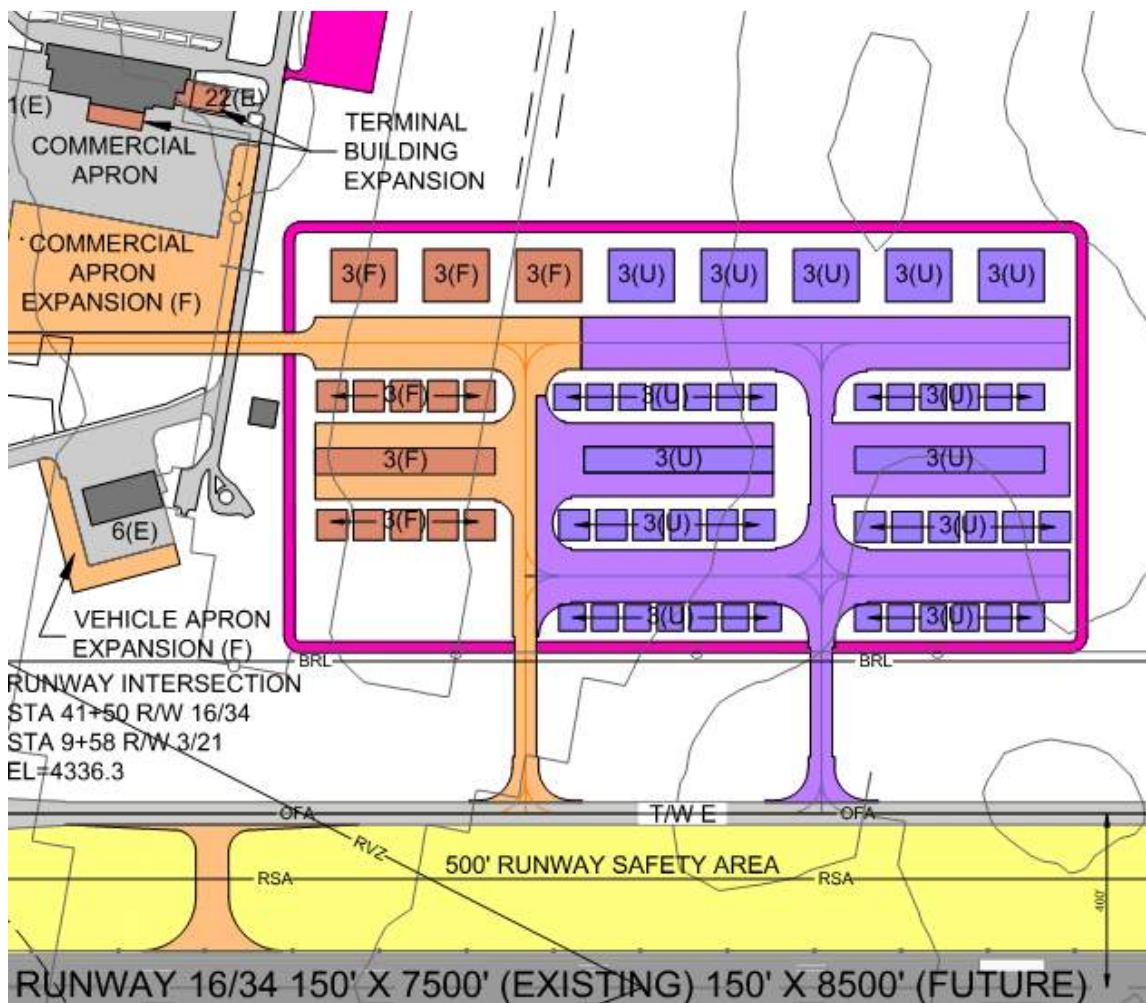 22(E)
1(E)
COMMERCIAL
APRON
TERMINAL
BUILDING
EXPANSION
COMMERCIAL
APRON
EXPANSION (F)
3(F) 3(F) 3(F) 3(U) 3(U) 3(U) 3(U) 3(U)
3(F) 3(U) 3(U)
3(F) 3(U) 3(U)
3(F) 3(U) 3(U)
6(E)
3(U) 3(U)
VEHICLE APRON
EXPANSION (F)
BRL BRL
RUNWAY INTERSECTION
STA 41+50 R/W 16/34
STA 9+58 R/W 3/21
EL=4336.3
OFA T/W E OFA
RVZ
500' RUNWAY SAFETY AREA
RSA RSA
400'
RUNWAY 16/34 150' X 7500' (EXISTING) 150' X 8500' (FUTURE)